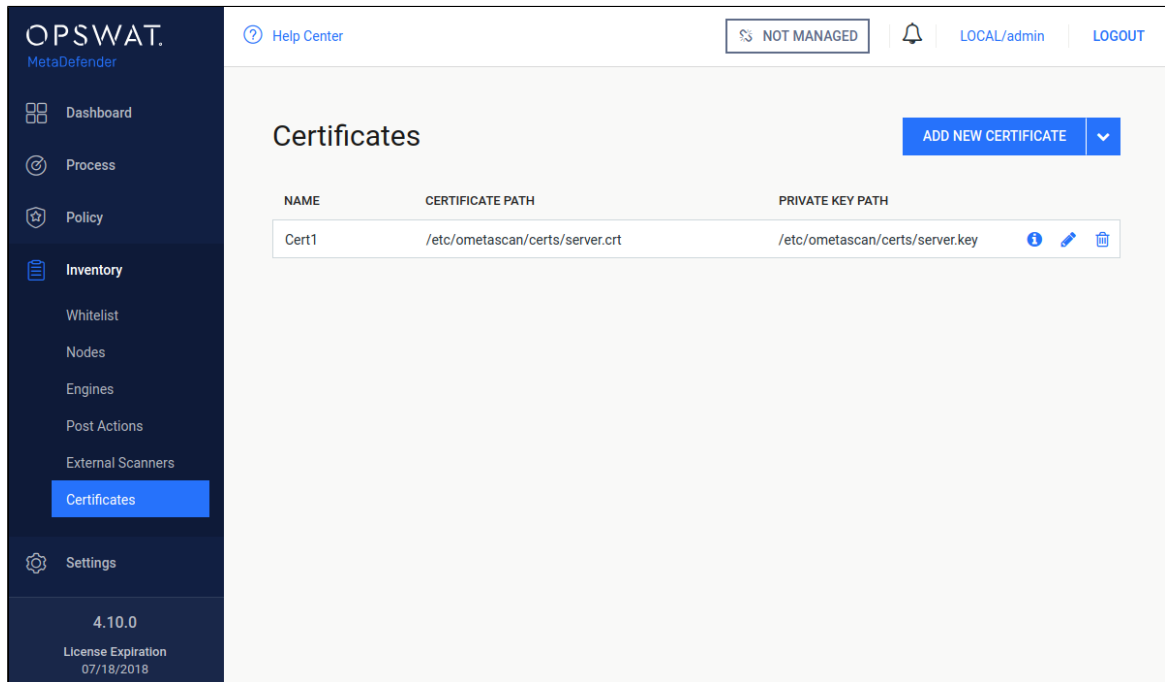 OPSWAT.
MetaDefender
Help Center
NOT MANAGED
LOCAL/admin
LOGOUT
Dashboard
Process
Policy
Inventory
Whitelist
Nodes
Engines
Post Actions
External Scanners
Certificates
Settings
4.10.0
License Expiration
07/18/2018
Certificates
ADD NEW CERTIFICATE
NAME CERTIFICATE PATH PRIVATE KEY PATH
Cert1 /etc/ometascan/certs/server.crt /etc/ometascan/certs/server.key